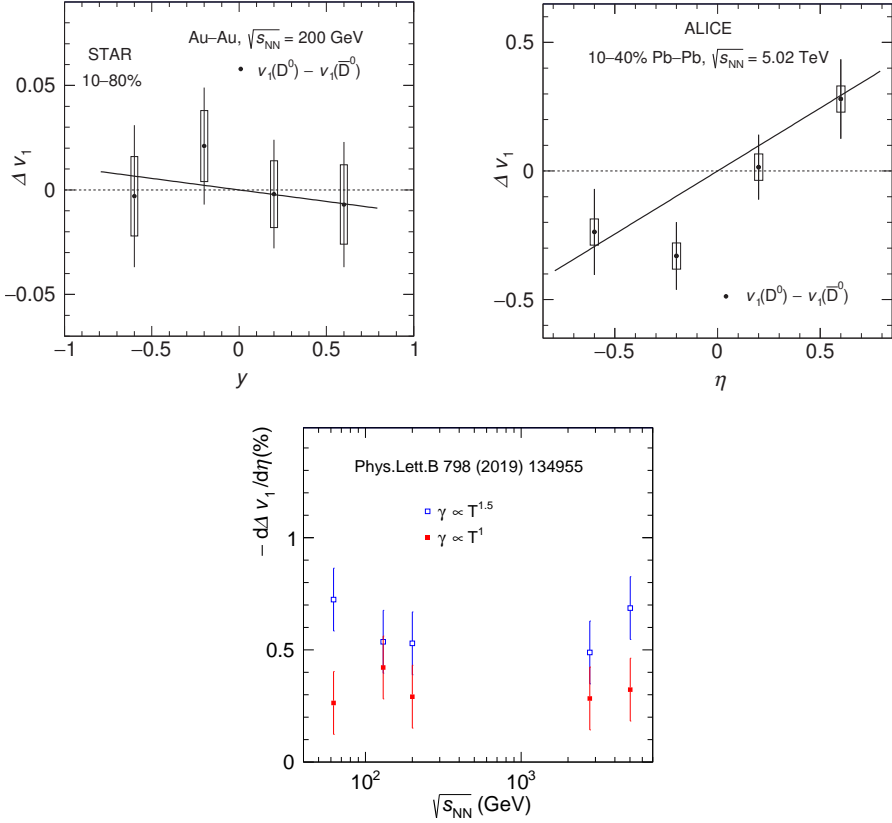 STAR
10–80%
Au–Au, √sNN = 200 GeV
v1(D0) − v1(D̅0)
0.05
0
−0.05
Δ v1
−1
−0.5
0
0.5
1
y
ALICE
10–40% Pb–Pb, √sNN = 5.02 TeV
0.5
0
−0.5
Δ v1
v1(D0) − v1(D̅0)
−0.5
0
0.5
η
Phys.Lett.B 798 (2019) 134955
γ ∝ T1.5
γ ∝ T1
− dΔ v1/dη(%)
1
0.5
0
102
103
√sNN (GeV)